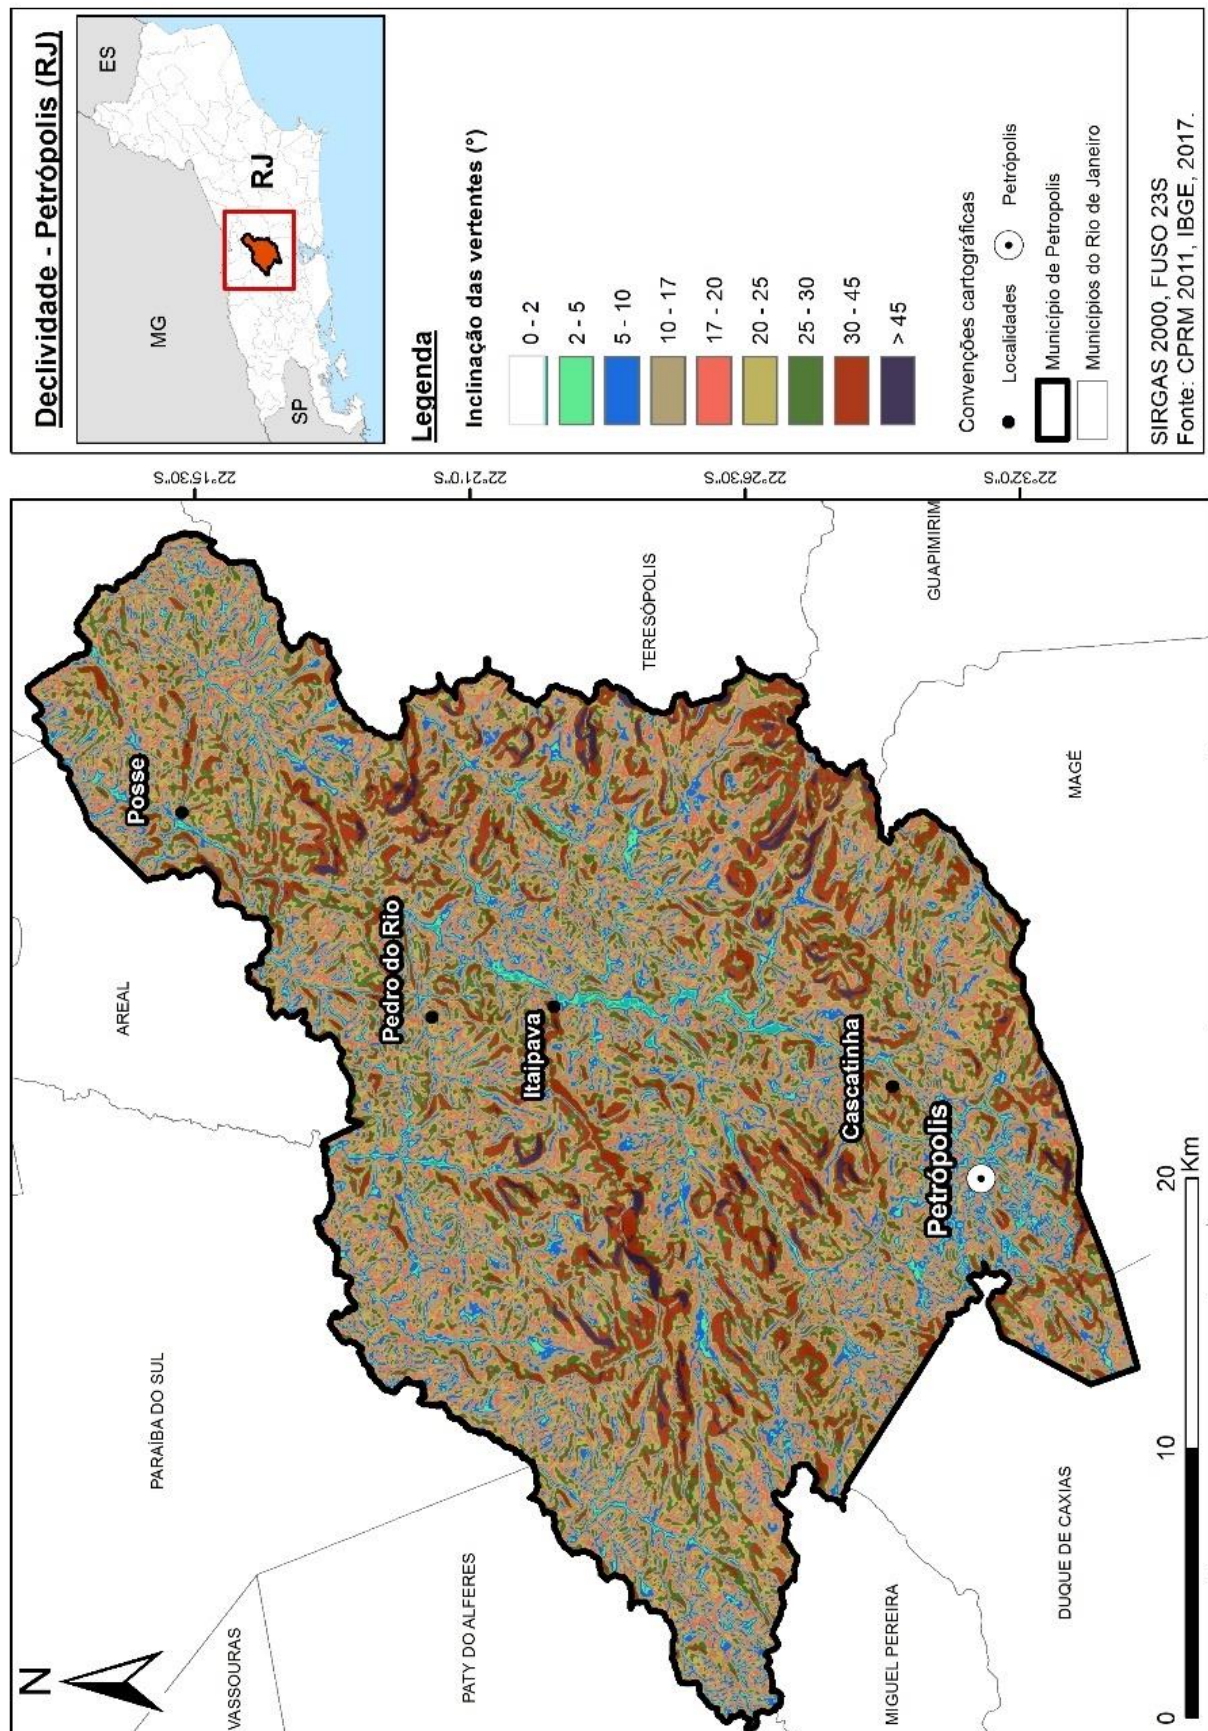 Declividade - Petrópolis (RJ)
ES
MG
RJ
SP
Legenda
Inclinação das vertentes (°)
0 - 2
2 - 5
5 - 10
10 - 17
17 - 20
20 - 25
25 - 30
30 - 45
> 45
Convenções cartográficas
Localidades
Petrópolis
Município de Petropolis
Municípios do Rio de Janeiro
SIRGAS 2000, FUSO 23S
Fonte: CPRM 2011, IBGE, 2017.
N
22°15'30"S
22°21'0"S
22°26'30"S
22°32'0"S
VASSOURAS
PARAÍBA DO SUL
AREAL
Posse
Pedro do Rio
PATY DO ALFERES
Itaipava
TERESÓPOLIS
Cascatinha
MIGUEL PEREIRA
Petrópolis
GUAPIMIRIM
DUQUE DE CAXIAS
MAGÉ
0
10
20
Km